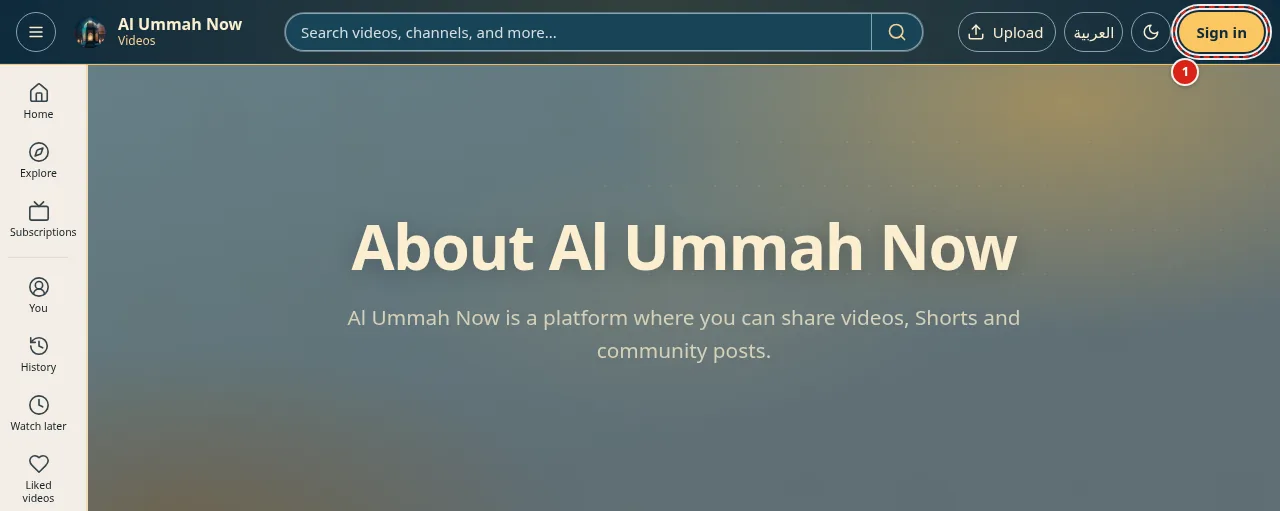 Al Ummah Now
Videos
Search videos, channels, and more...
Upload
العربية
Sign in
1
Home
Explore
Subscriptions
You
History
Watch later
Liked
videos
About Al Ummah Now
Al Ummah Now is a platform where you can share videos, Shorts and
community posts.